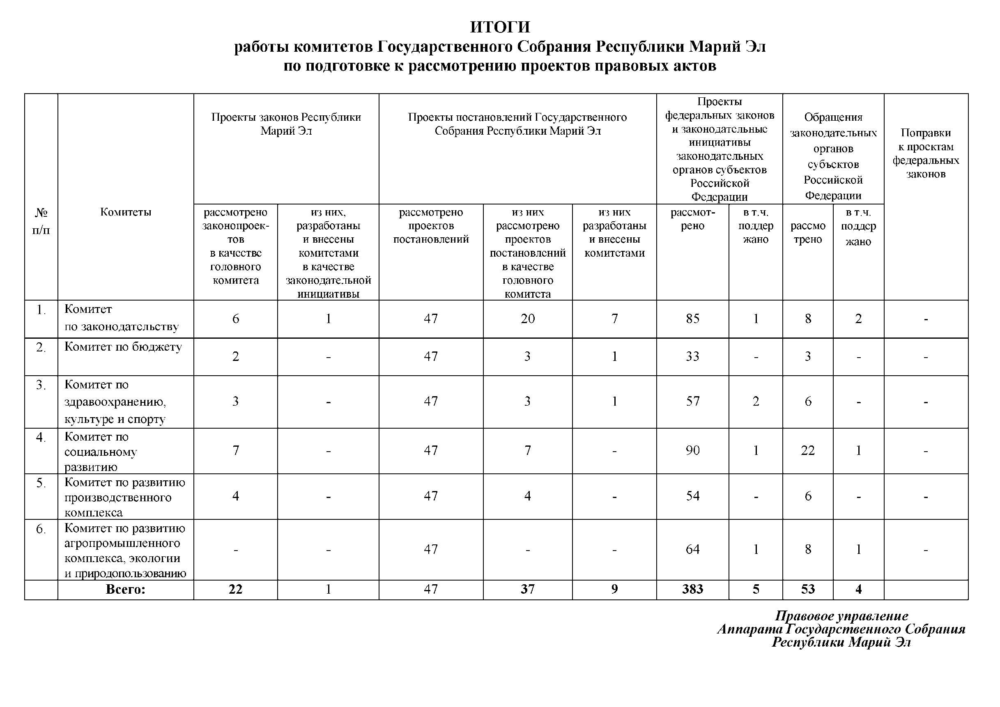 ИТОГИ
работы комитетов Государственного Собрания Республики Марий Эл
по подготовке к рассмотрению проектов правовых актов
№
п/п
Комитеты
Проекты законов Республики
Марий Эл
Проекты постановлений Государственного
Собрания Республики Марий Эл
Проекты
федеральных законов
и законодательные
инициативы
законодательных
органов субъектов
Российской
Федерации
Обращения
законодательных
органов
субъектов
Российской
Федерации
Поправки
к проектам
федеральных
законов
рассмотрено
законопроек-
тов
в качестве
головного
комитета
из них,
разработаны
и внесены
комитетами
в качестве
законодательной
инициативы
рассмотрено
проектов
постановлений
из них
рассмотрено
проектов
постановлений
в качестве
головного
комитета
из них
разработаны
и внесены
комитетами
рассмот-
рено
в т.ч.
поддер
жано
рассмо
трено
в т.ч.
поддер
жано
1. Комитет
по законодательству
6 1 47 20 7 85 1 8 2 -
2. Комитет по бюджету
2 - 47 3 1 33 - 3 - -
3. Комитет по
здравоохранению,
культуре и спорту
3 - 47 3 1 57 2 6 - -
4. Комитет по
социальному
развитию
7 - 47 7 - 90 1 22 1 -
5. Комитет по развитию
производственного
комплекса
4 - 47 4 - 54 - 6 - -
6. Комитет по развитию
агропромышленного
комплекса, экологии
и природопользованию
- - 47 - - 64 1 8 1 -
Всего: 22 1 47 37 9 383 5 53 4
Правовое управление
Аппарата Государственного Собрания
Республики Марий Эл